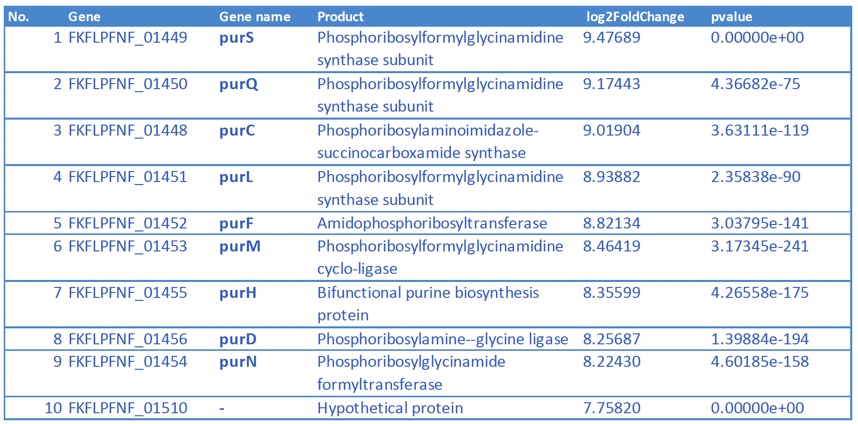 No. Gene Gene name Product log2FoldChange pvalue
1 FKFLPFNF_01449 purS Phosphoribosylformylglycinamidine 9.47689 0.00000e+00
synthase subunit
2 FKFLPFNF_01450 purQ Phosphoribosylformylglycinamidine 9.17443 4.36682e-75
synthase subunit
3 FKFLPFNF_01448 purC Phosphoribosylaminoimidazole- 9.01904 3.63111e-119
succinocarboxamide synthase
4 FKFLPFNF_01451 purL Phosphoribosylformylglycinamidine 8.93882 2.35838e-90
synthase subunit
5 FKFLPFNF_01452 purF Amidophosphoribosyltransferase 8.82134 3.03795e-141
6 FKFLPFNF_01453 purM Phosphoribosylformylglycinamidine 8.46419 3.17345e-241
cyclo-ligase
7 FKFLPFNF_01455 purH Bifunctional purine biosynthesis 8.35599 4.26558e-175
protein
8 FKFLPFNF_01456 purD Phosphoribosylamine--glycine ligase 8.25687 1.39884e-194
9 FKFLPFNF_01454 purN Phosphoribosylglycinamide 8.22430 4.60185e-158
formyltransferase
10 FKFLPFNF_01510 - Hypothetical protein 7.75820 0.00000e+00